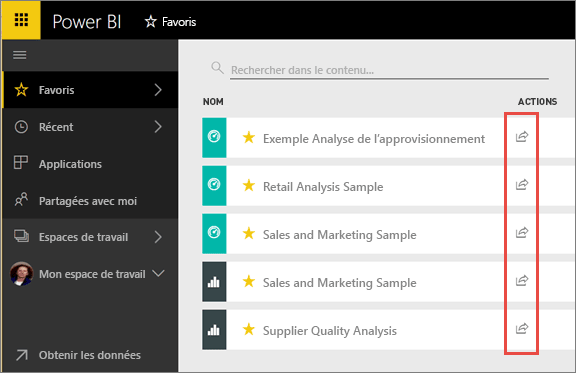 Power BI
Favoris
Favoris
Récent
Applications
Partagées avec moi
Espaces de travail
Mon espace de travail
Obtenir les données
Rechercher dans le contenu...
NOM ACTIONS
Exemple Analyse de l'approvisionnement
Retail Analysis Sample
Sales and Marketing Sample
Sales and Marketing Sample
Supplier Quality Analysis